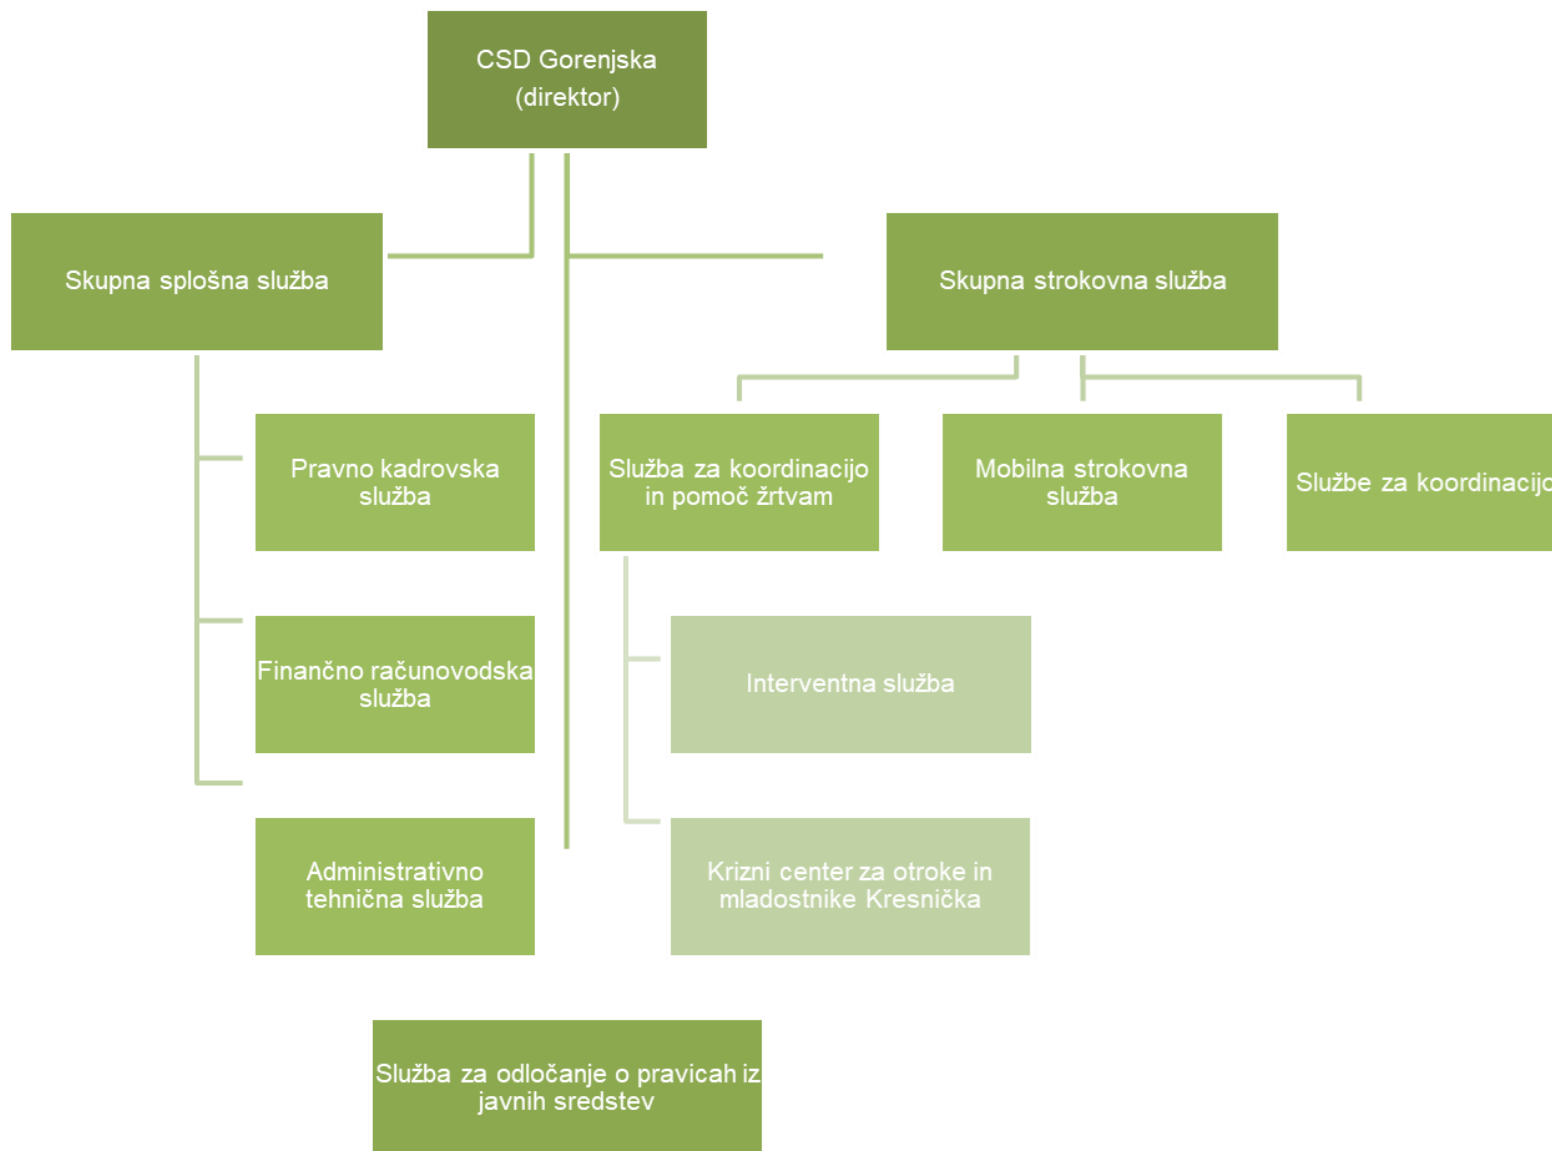 CSD Gorenjska
(direktor)
Skupna splošna služba
Skupna strokovna služba
Pravno kadrovska
služba
Služba za koordinacijo
in pomoč žrtvam
Mobilna strokovna
služba
Službe za koordinacijo
Finančno računovodska
služba
Interventna služba
Administrativno
tehnična služba
Krizni center za otroke in
mladostnike Kresnička
Služba za odločanje o pravicah iz
javnih sredstev